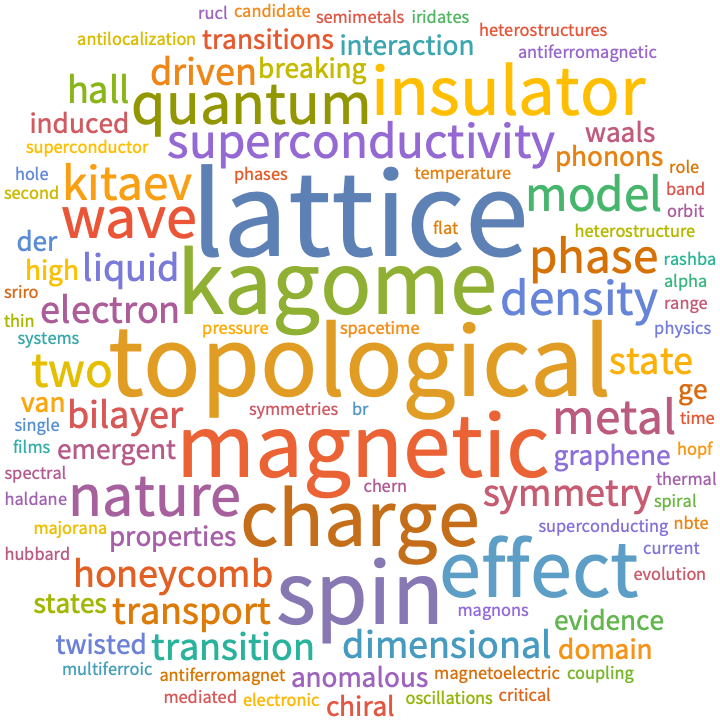 rucl candidate semimetals iridates
antilocalization transitions interaction heterostructures
antiferromagnetic
driven breaking
hall quantum insulator
induced superconductivity waals
superconductor phonons
hole kitaev phases temperature model role
second band
wave lattice flat orbit
der heterostructure
high liquid kagome phase rashba
alpha
sriro electron density range
thin pressure spacetime physics
systems two topological state
van bilayer symmetries br metal ge
single time
films emergent magnetic graphene hopf
spectral chern thermal
haldane nature charge symmetry spiral
majorana properties superconducting nbte
hubbard current
honeycomb spin effect evolution
states transport magnons evidence
twisted transition dimensional domain
multiferroic antiferromagnet anomalous magnetoelectric coupling
mediated electronic chiral oscillations critical